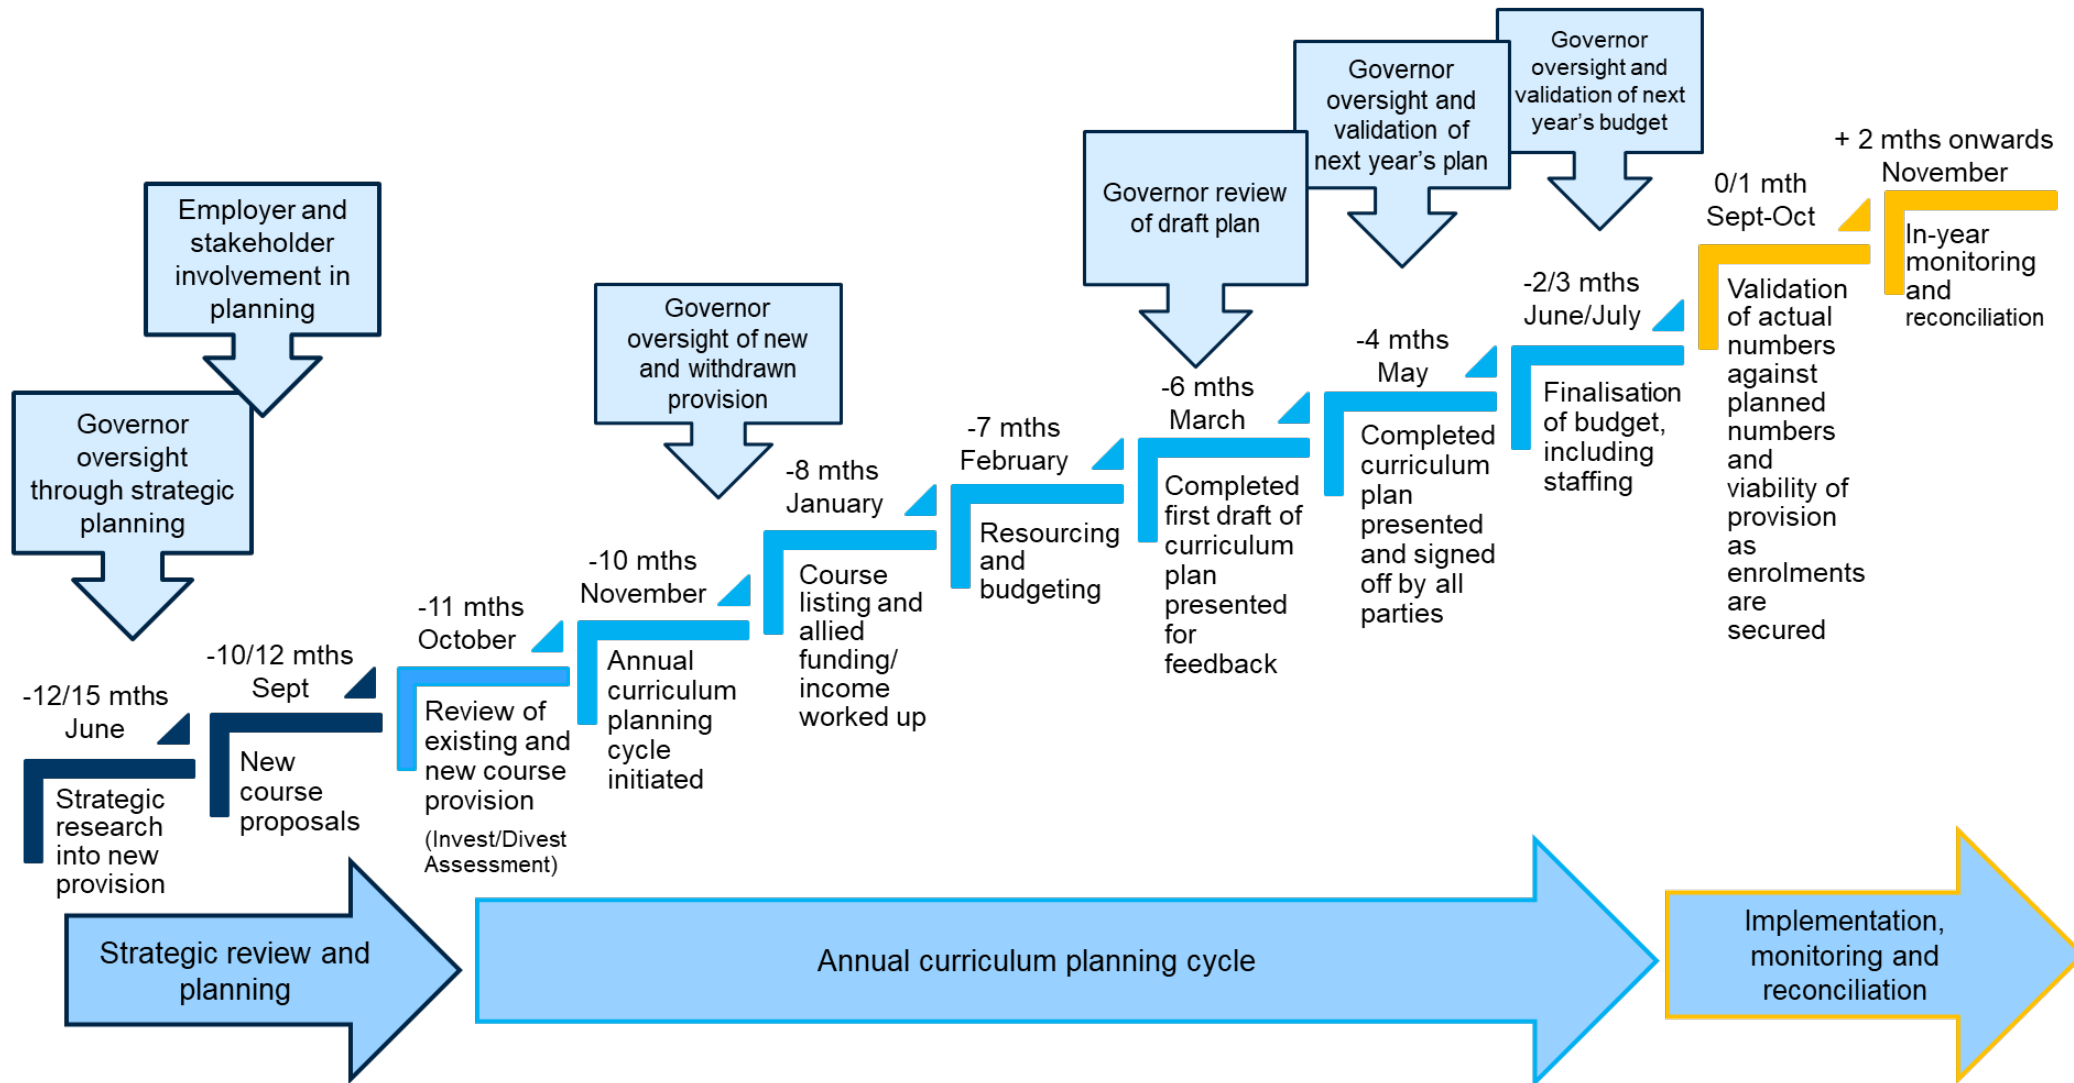 Governor
oversight
through strategic
planning
Employer and
stakeholder
involvement in
planning
Governor
oversight of new
and withdrawn
provision
Governor review
of draft plan
Governor
oversight and
validation of
next year’s plan
Governor
oversight and
validation of next
year’s budget
-12/15 mths
June
Strategic
research
into new
provision
-10/12 mths
Sept
New
course
proposals
-11 mths
October
Review of
existing and
new course
provision
(Invest/Divest
Assessment)
-10 mths
November
Annual
curriculum
planning
cycle
initiated
-8 mths
January
Course
listing and
allied
funding/
income
worked up
-7 mths
February
Resourcing
and
budgeting
-6 mths
March
Completed
first draft of
curriculum
plan
presented
for
feedback
-4 mths
May
Completed
curriculum
plan
presented
and signed
off by all
parties
-2/3 mths
June/July
Finalisation
of budget,
including
staffing
0/1 mth
Sept-Oct
Validation
of actual
numbers
against
planned
numbers
and
viability of
provision
as
enrolments
are
secured
+ 2 mths onwards
November
In-year
monitoring
and
reconciliation
Strategic review and
planning
Annual curriculum planning cycle
Implementation,
monitoring and
reconciliation